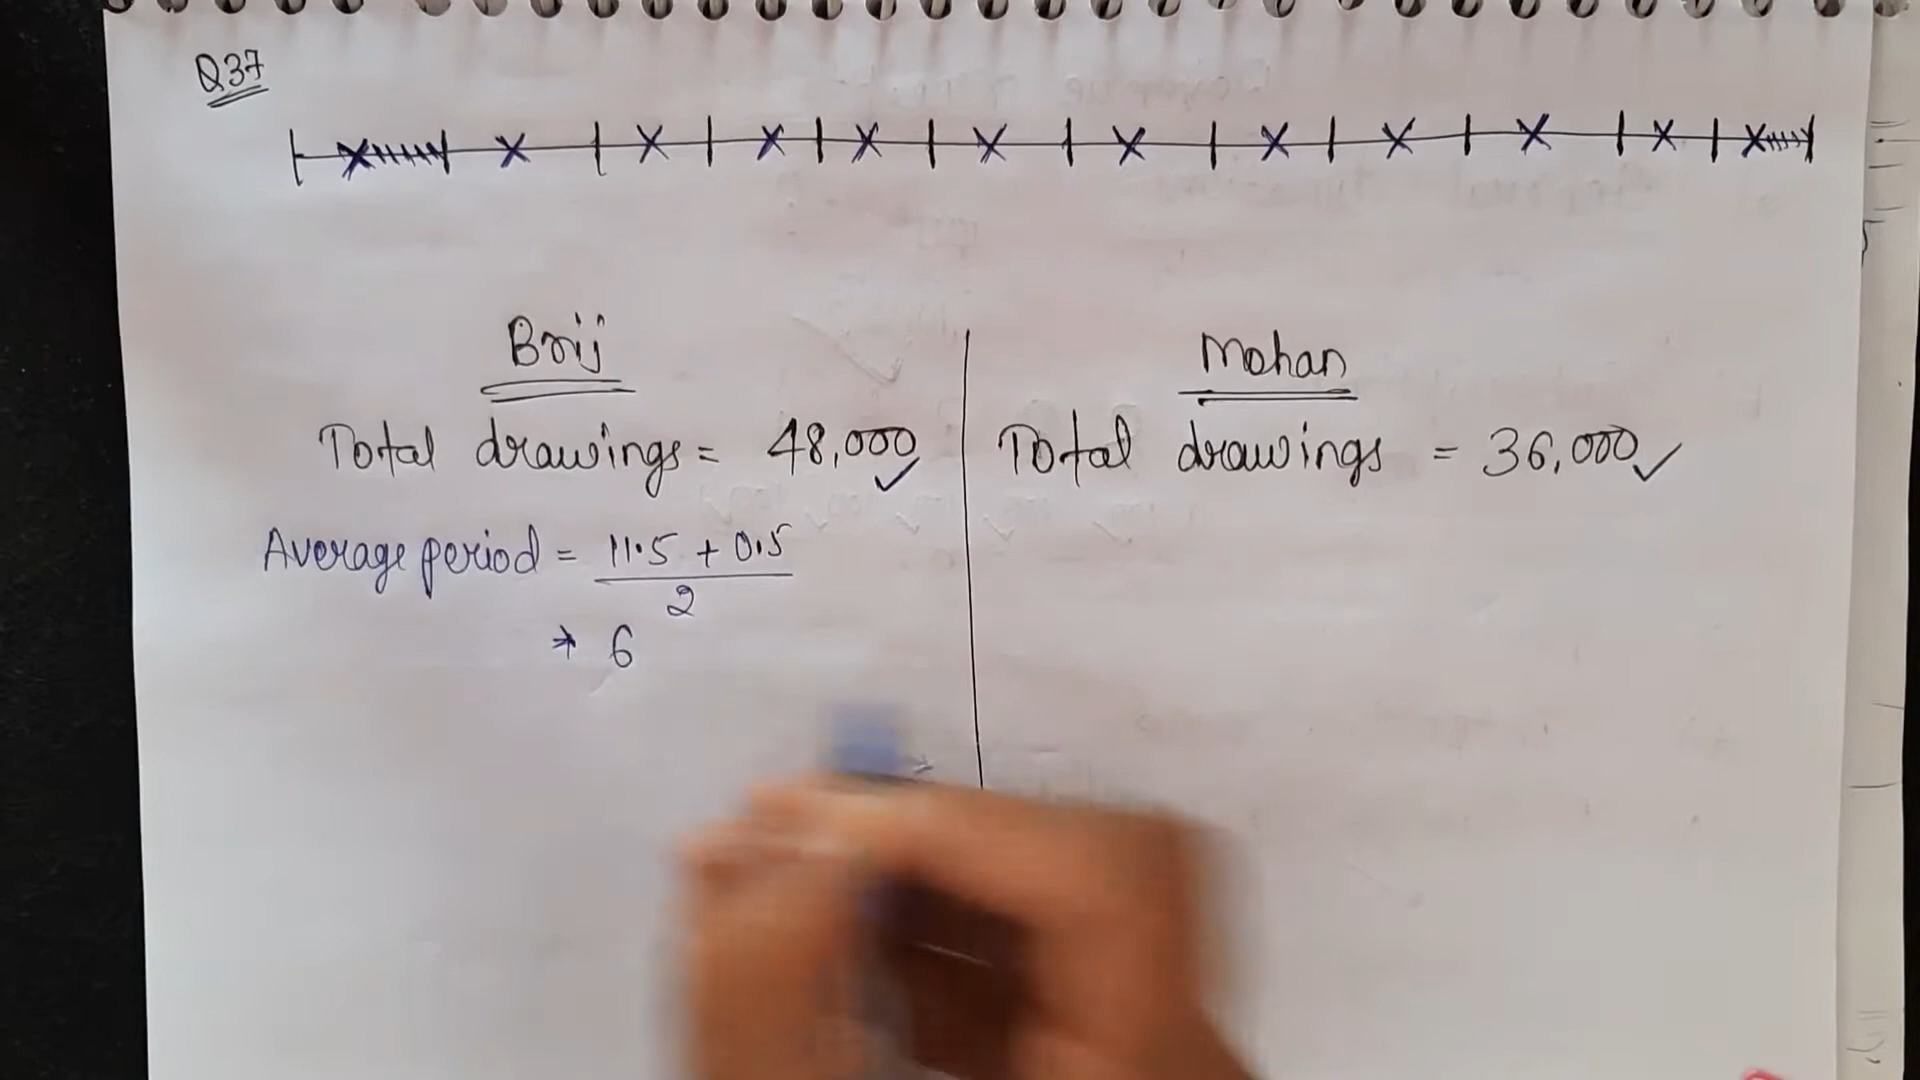 Q37
Brij
Total drawings = 48,000 ✓
Average period = 11.5 + 0.5
2
→ 6
Mohan
Total drawings = 36,000 ✓